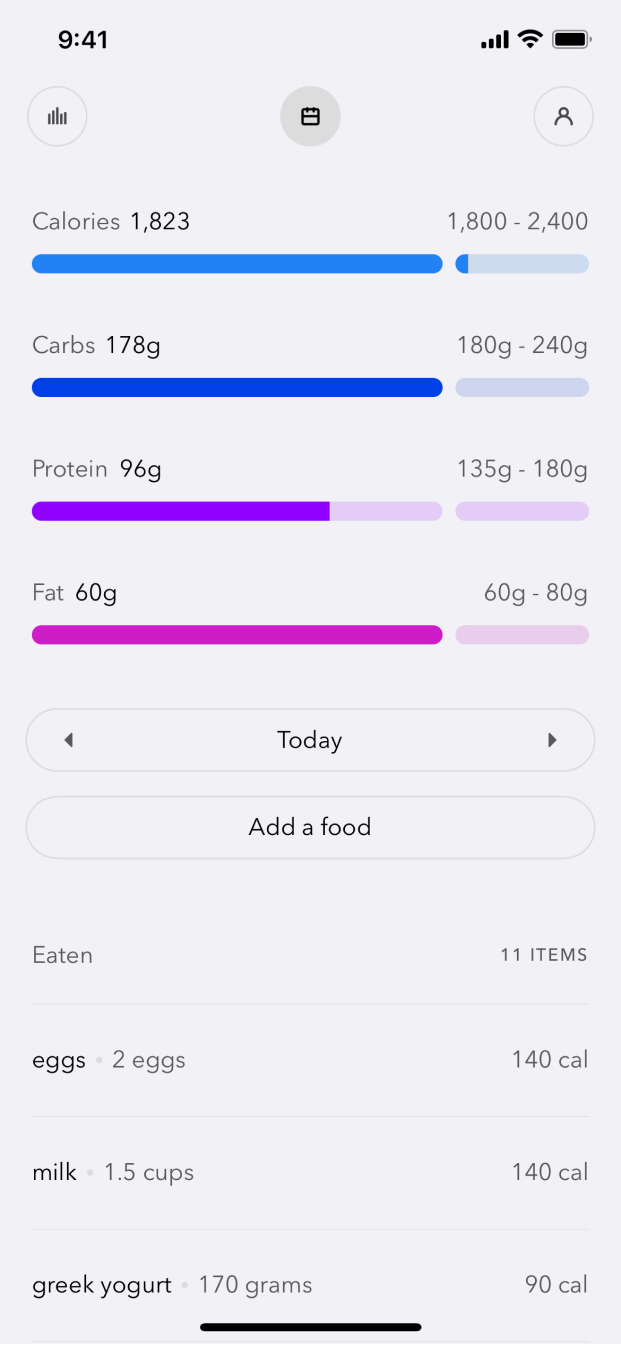 9:41
Calories 1,823 1,800 - 2,400
Carbs 178g 180g - 240g
Protein 96g 135g - 180g
Fat 60g 60g - 80g
Today
Add a food
Eaten 11 ITEMS
eggs • 2 eggs 140 cal
milk • 1.5 cups 140 cal
greek yogurt • 170 grams 90 cal